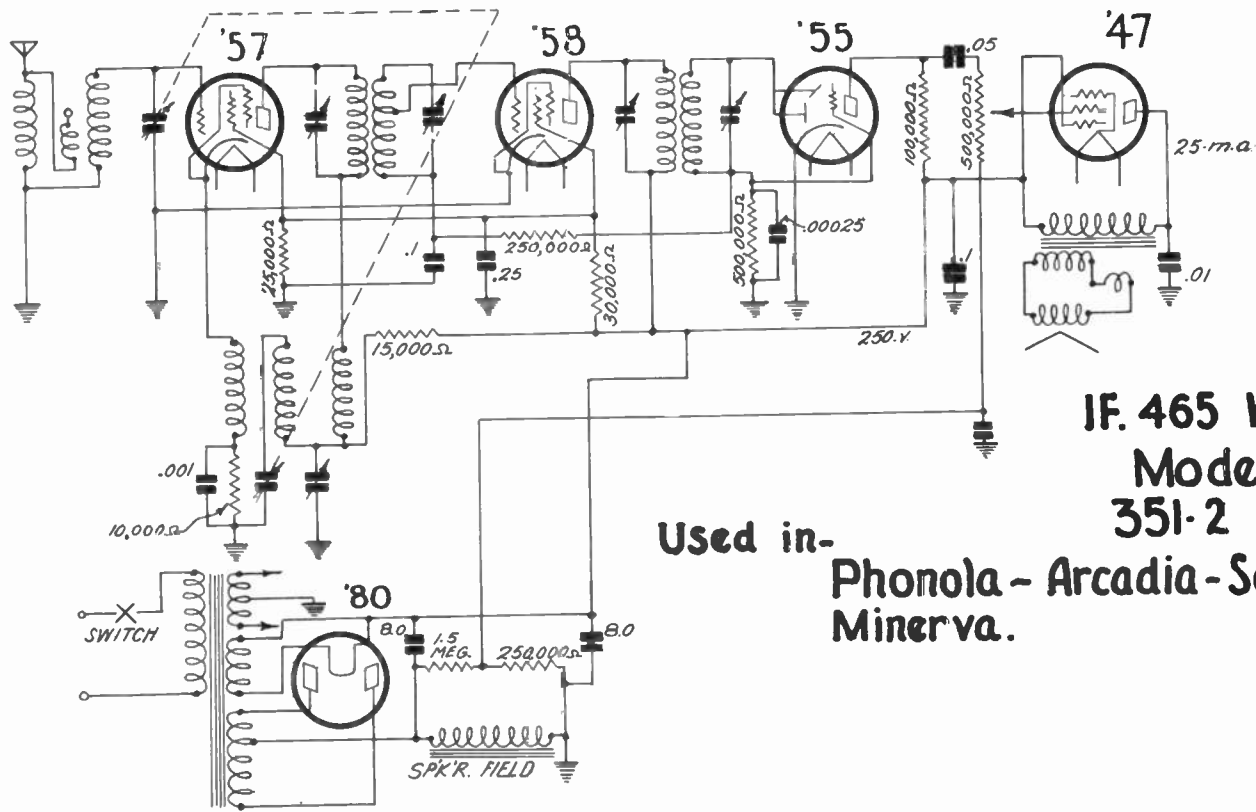 '57
'58
'55
'47
.05
100,000Ω
500,000Ω
25·m.a.
25,000Ω
.1
250,000Ω
.25
30,000Ω
500,000Ω
.00025
.1
.01
15,000Ω
250.v.
.001
10,000Ω
IF. 465
Mode
351-2
Used in-
Phonola - Arcadia - S
Minerva.
SWITCH
'80
8.0
1.5
MEG.
250,000Ω
8.0
SP'K'R. FIELD